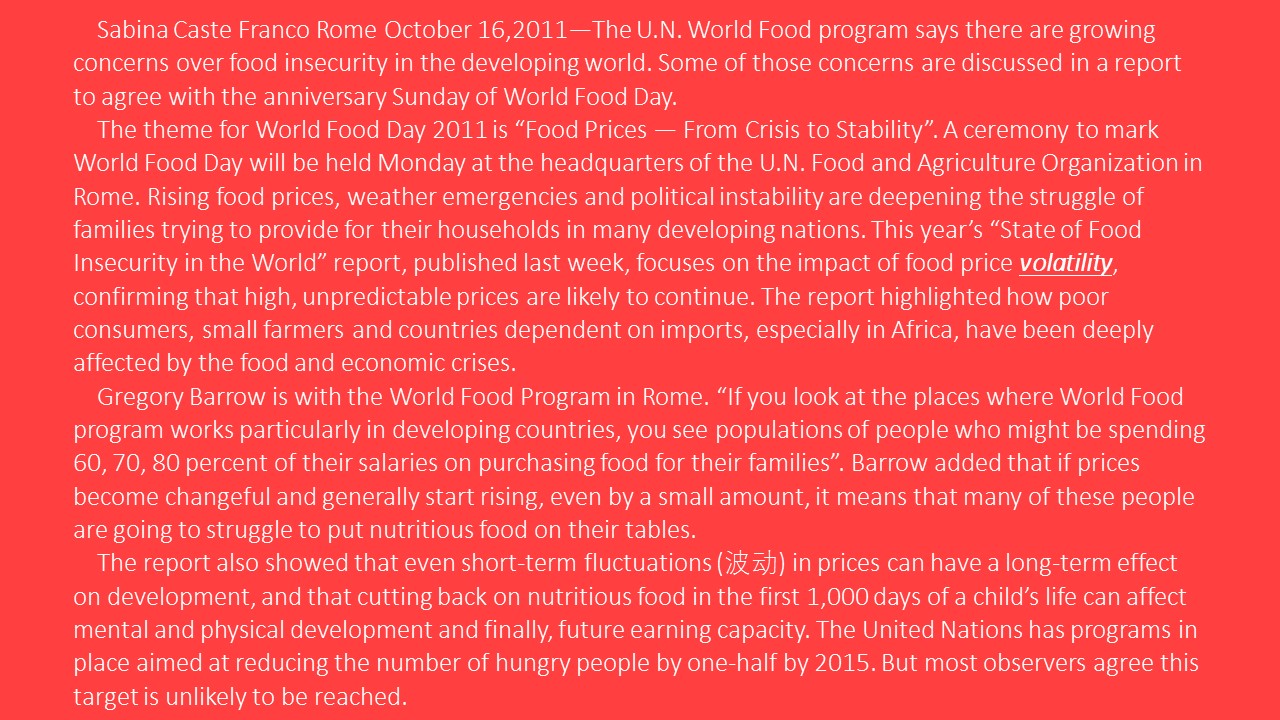 Sabina Caste Franco Rome October 16,2011—The U.N. World Food program says there are growing
concerns over food insecurity in the developing world. Some of those concerns are discussed in a report
to agree with the anniversary Sunday of World Food Day.
The theme for World Food Day 2011 is “Food Prices — From Crisis to Stability”. A ceremony to mark
World Food Day will be held Monday at the headquarters of the U.N. Food and Agriculture Organization in
Rome. Rising food prices, weather emergencies and political instability are deepening the struggle of
families trying to provide for their households in many developing nations. This year’s “State of Food
Insecurity in the World” report, published last week, focuses on the impact of food price volatility,
confirming that high, unpredictable prices are likely to continue. The report highlighted how poor
consumers, small farmers and countries dependent on imports, especially in Africa, have been deeply
affected by the food and economic crises.
Gregory Barrow is with the World Food Program in Rome. “If you look at the places where World Food
program works particularly in developing countries, you see populations of people who might be spending
60, 70, 80 percent of their salaries on purchasing food for their families”. Barrow added that if prices
become changeful and generally start rising, even by a small amount, it means that many of these people
are going to struggle to put nutritious food on their tables.
The report also showed that even short-term fluctuations (波动) in prices can have a long-term effect
on development, and that cutting back on nutritious food in the first 1,000 days of a child’s life can affect
mental and physical development and finally, future earning capacity. The United Nations has programs in
place aimed at reducing the number of hungry people by one-half by 2015. But most observers agree this
target is unlikely to be reached.